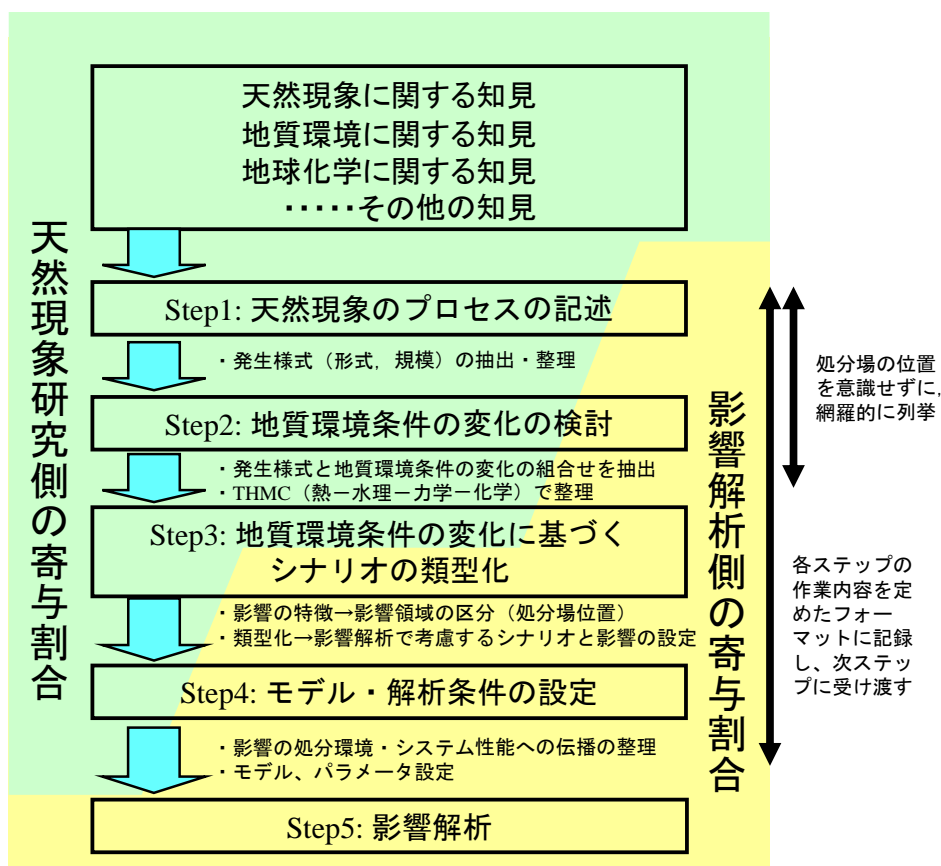 天然現象に関する知見
地質環境に関する知見
地球化学に関する知見
・・・・・その他の知見
天然現象研究側の寄与割合
Step1: 天然現象のプロセスの記述
・発生様式（形式，規模）の抽出・整理
Step2: 地質環境条件の変化の検討
・発生様式と地質環境条件の変化の組合せを抽出
・THMC（熱－水理－力学－化学）で整理
Step3: 地質環境条件の変化に基づく
シナリオの類型化
・影響の特徴→影響領域の区分（処分場位置）
・類型化→影響解析で考慮するシナリオと影響の設定
Step4: モデル・解析条件の設定
・影響の処分環境・システム性能への伝播の整理
・モデル、パラメータ設定
Step5: 影響解析
影響解析側の寄与割合
処分場の位置
を意識せずに，
網羅的に列挙
各ステップの
作業内容を定
めたフォー
マットに記録
し、次ステッ
プに受け渡す